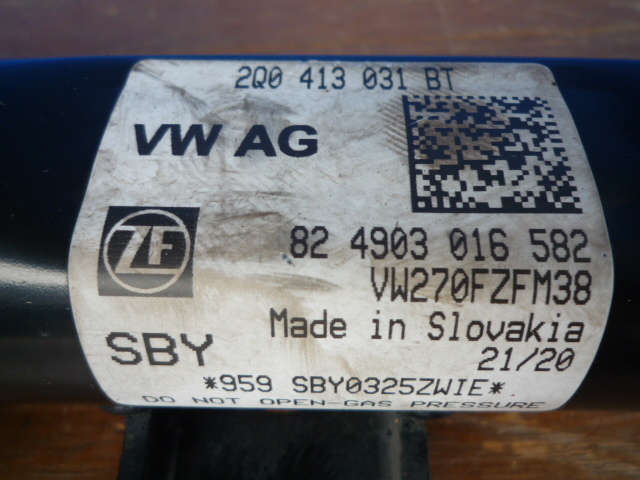 2Q0 413 031 BT
VW AG
ZF
82 4903 016 582
VW270FZFM38
Made in Slovakia
SBY
21/20
*959 SBY0325ZWIE*
DO NOT OPEN-GAS PRESSURE